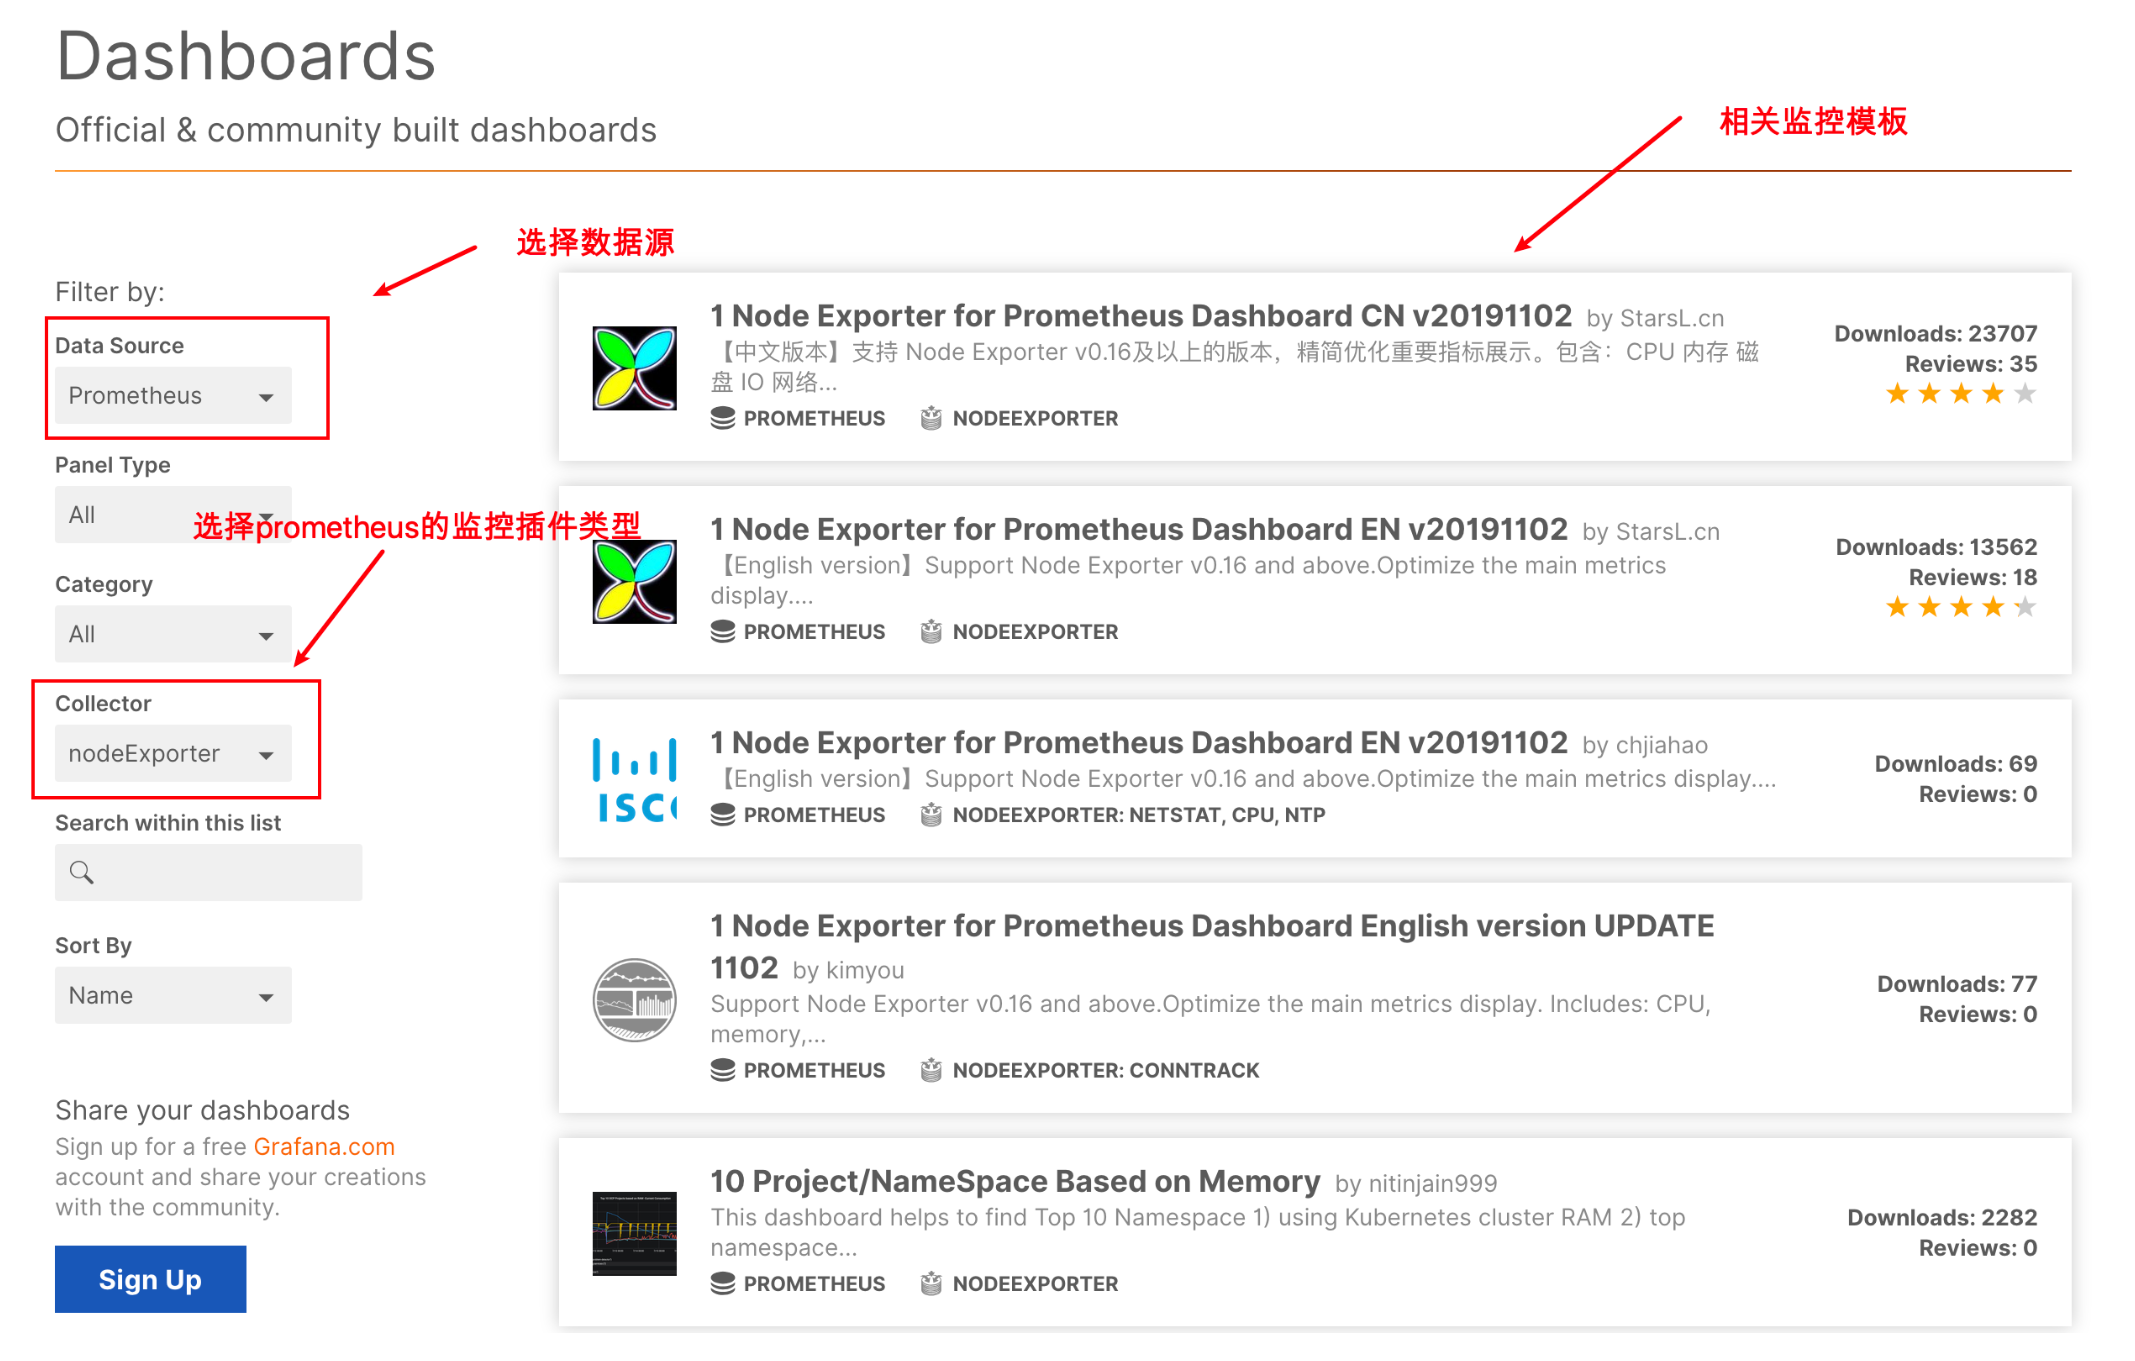 Dashboards
Official & community built dashboards
相关监控模板
选择数据源
Filter by:
Data Source
Prometheus
Panel Type
All
选择prometheus的监控插件类型
Category
All
Collector
nodeExporter
Search within this list
Sort By
Name
Share your dashboards
Sign up for a free Grafana.com
account and share your creations
with the community.
Sign Up
1 Node Exporter for Prometheus Dashboard CN v20191102 by StarsL.cn
【中文版本】支持 Node Exporter v0.16及以上的版本，精简优化重要指标展示。包含：CPU 内存 磁
盘 IO 网络...
PROMETHEUS NODEEXPORTER
Downloads: 23707
Reviews: 35
1 Node Exporter for Prometheus Dashboard EN v20191102 by StarsL.cn
【English version】Support Node Exporter v0.16 and above.Optimize the main metrics
display....
PROMETHEUS NODEEXPORTER
Downloads: 13562
Reviews: 18
ISC
1 Node Exporter for Prometheus Dashboard EN v20191102 by chjiahao
【English version】Support Node Exporter v0.16 and above.Optimize the main metrics display....
PROMETHEUS NODEEXPORTER: NETSTAT, CPU, NTP
Downloads: 69
Reviews: 0
1 Node Exporter for Prometheus Dashboard English version UPDATE
1102 by kimyou
Support Node Exporter v0.16 and above.Optimize the main metrics display. Includes: CPU,
memory,...
PROMETHEUS NODEEXPORTER: CONNTRACK
Downloads: 77
Reviews: 0
10 Project/NameSpace Based on Memory by nitinjain999
This dashboard helps to find Top 10 Namespace 1) using Kubernetes cluster RAM 2) top
namespace...
PROMETHEUS NODEEXPORTER
Downloads: 2282
Reviews: 0